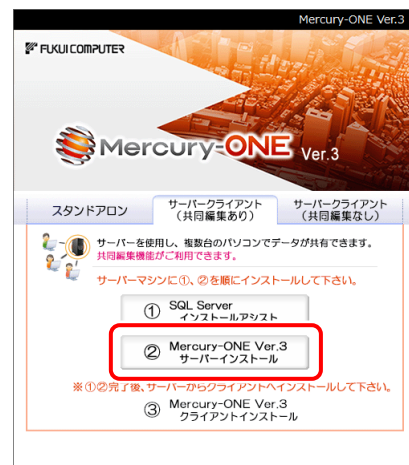 Mercury-ONE Ver.3
FUKUI COMPUTER
Mercury-ONE Ver.3
スタンドアロン
サーバークライアント
（共同編集あり）
サーバークライアント
（共同編集なし）
サーバーを使用し、複数台のパソコンでデータが共有できます。
共同編集機能がご利用できます。
サーバーマシンに①、②を順にインストールして下さい。
① SQL Server
インストールアシスト
② Mercury-ONE Ver.3
サーバーインストール
※①②完了後、サーバーからクライアントへインストールして下さい。
③ Mercury-ONE Ver.3
クライアントインストール